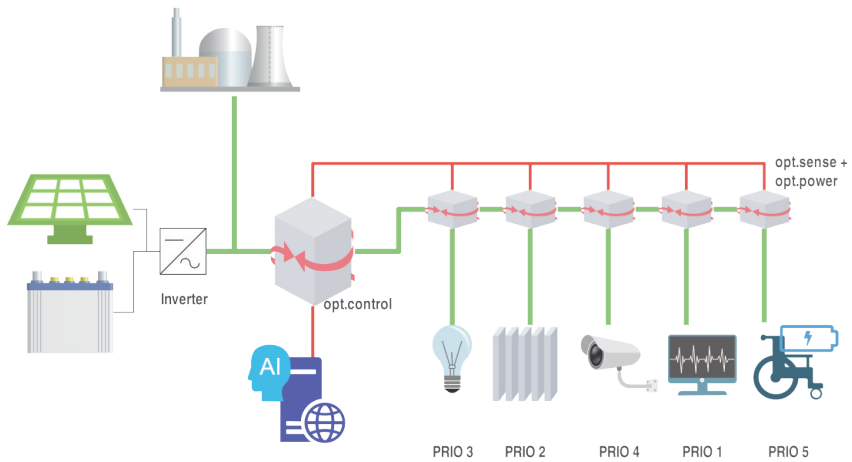 opt.sense +
opt.power
Inverter
opt.control
AI
PRIO 3
PRIO 2
PRIO 4
PRIO 1
PRIO 5